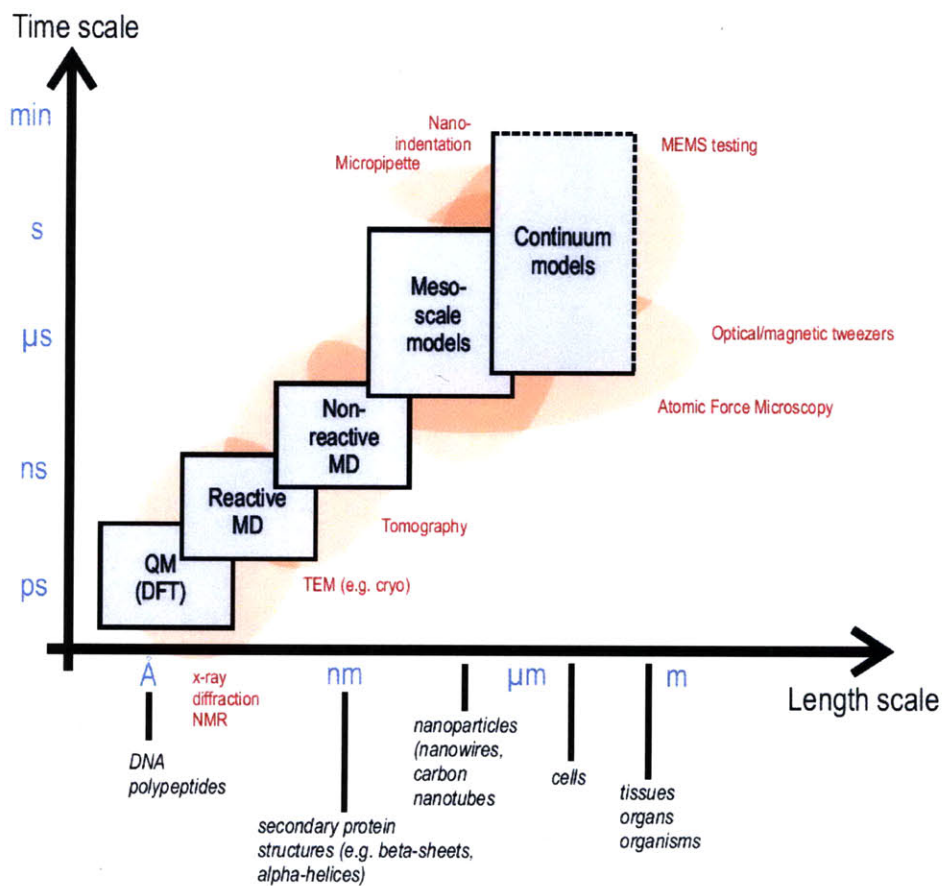 Time scale
min
s
µs
ns
ps
Nano-
indentation
Micropipette
MEMS testing
Continuum
models
Meso-
scale
models
Optical/magnetic tweezers
Atomic Force Microscopy
Non-
reactive
MD
Reactive
MD
Tomography
QM
(DFT)
TEM (e.g. cryo)
Å
x-ray
diffraction
NMR
nm
µm
m
Length scale
DNA
polypeptides
secondary protein
structures (e.g. beta-sheets,
alpha-helices)
nanoparticles
(nanowires,
carbon
nanotubes
cells
tissues
organs
organisms